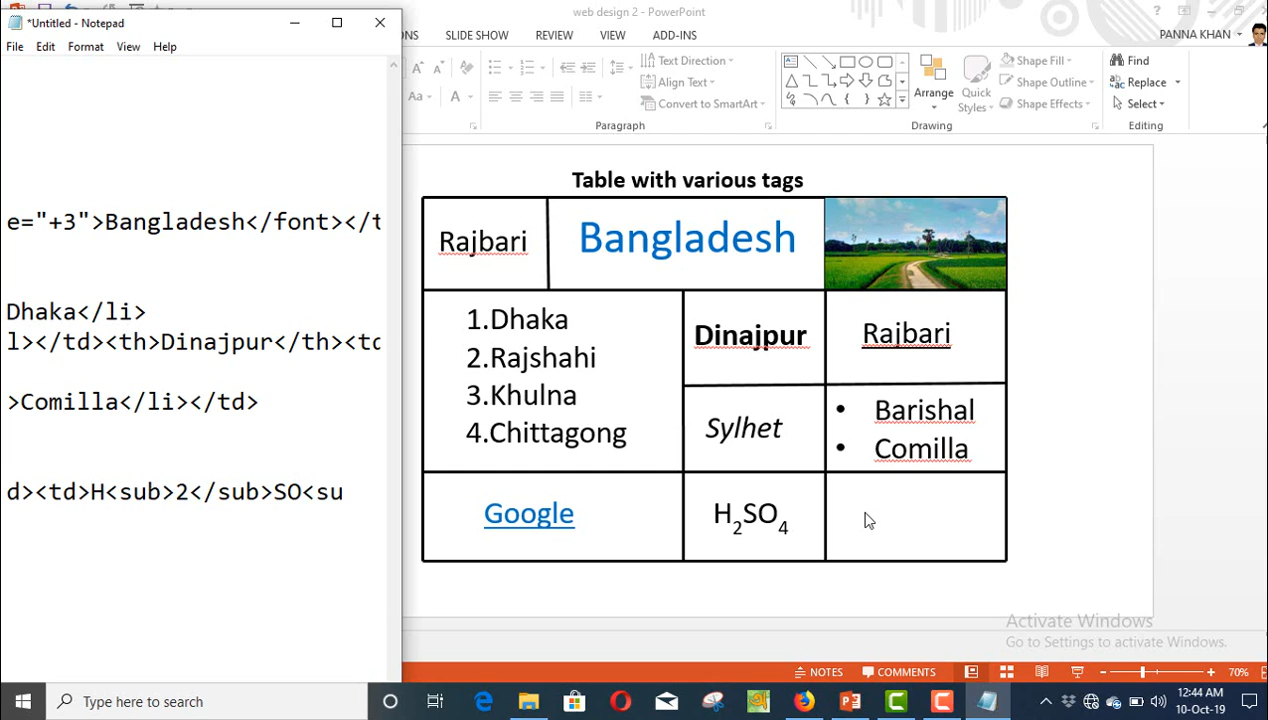 *Untitled - Notepad
File Edit Format View Help
e="+3">Bangladesh</font></t
Dhaka</li>
l></td><th>Dinajpur</th><td
>Comilla</li></td>
d><td>H<sub>2</sub>SO<su
web design 2 - PowerPoint
ONS SLIDE SHOW REVIEW VIEW ADD-INS
PANNA KHAN
Text Direction
Align Text
Convert to SmartArt
Aa
A
Paragraph
Arrange
Quick Styles
Shape Fill
Shape Outline
Shape Effects
Drawing
Find
Replace
Select
Editing
Table with various tags
Rajbari Bangladesh
1.Dhaka
2.Rajshahi
3.Khulna
4.Chittagong
Dinajpur Rajbari
Sylhet
• Barishal
• Comilla
Google H₂SO₄
Activate Windows
Go to Settings to activate Windows.
NOTES COMMENTS 70%
Type here to search
12:44 AM
10-Oct-19